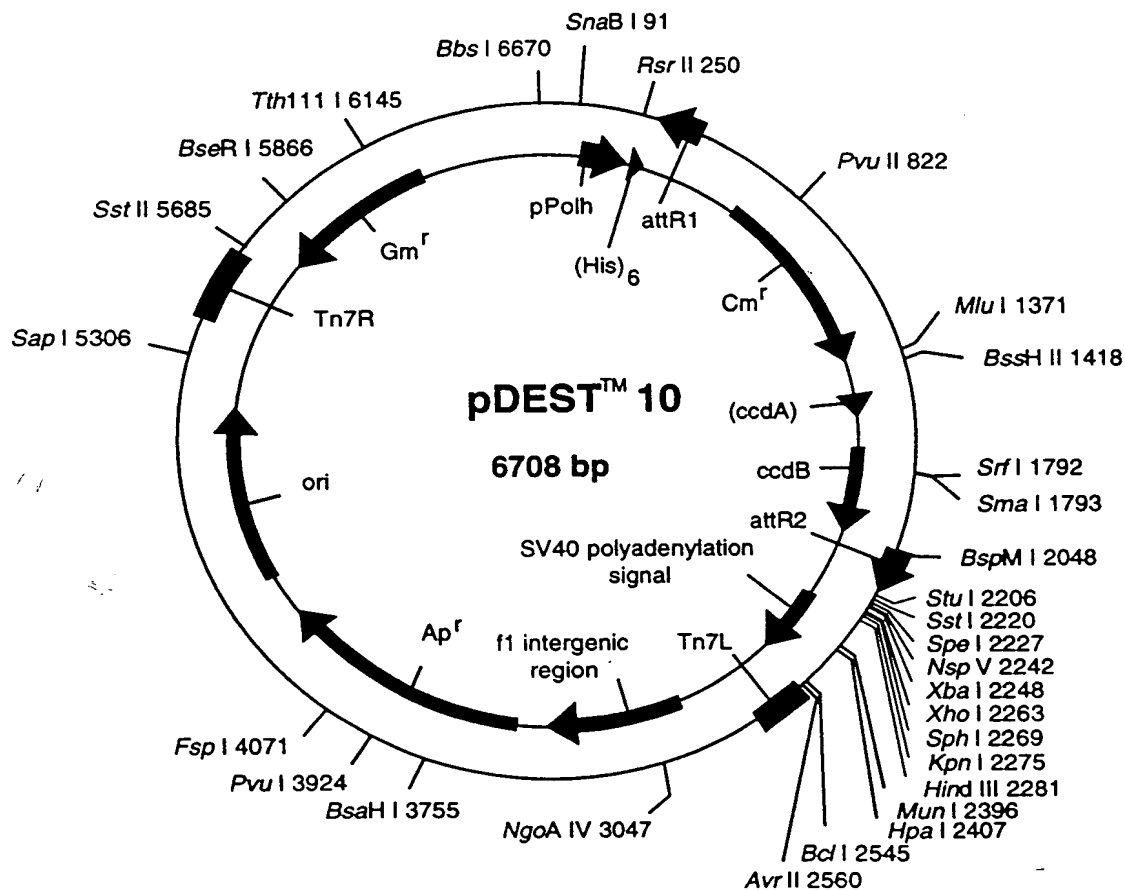 SnaB I 91
Bbs I 6670
Rsr II 250
Tth111 I 6145
BseR I 5866
Pvu II 822
Sst II 5685
pPolh
attR1
Gmʳ
(His)₆
Cmʳ
Tn7R
Mlu I 1371
Sap I 5306
BssH II 1418
pDEST™ 10
(ccdA)
6708 bp
ccdB
Srf I 1792
ori
Sma I 1793
attR2
SV40 polyadenylation
signal
BspM I 2048
Stu I 2206
Sst I 2220
Apʳ
f1 intergenic
region
Tn7L
Spe I 2227
Nsp V 2242
Xba I 2248
Xho I 2263
Sph I 2269
Fsp I 4071
Kpn I 2275
Pvu I 3924
Hind III 2281
BsaH I 3755
Mun I 2396
NgoA IV 3047
Hpa I 2407
Bcl I 2545
Avr II 2560